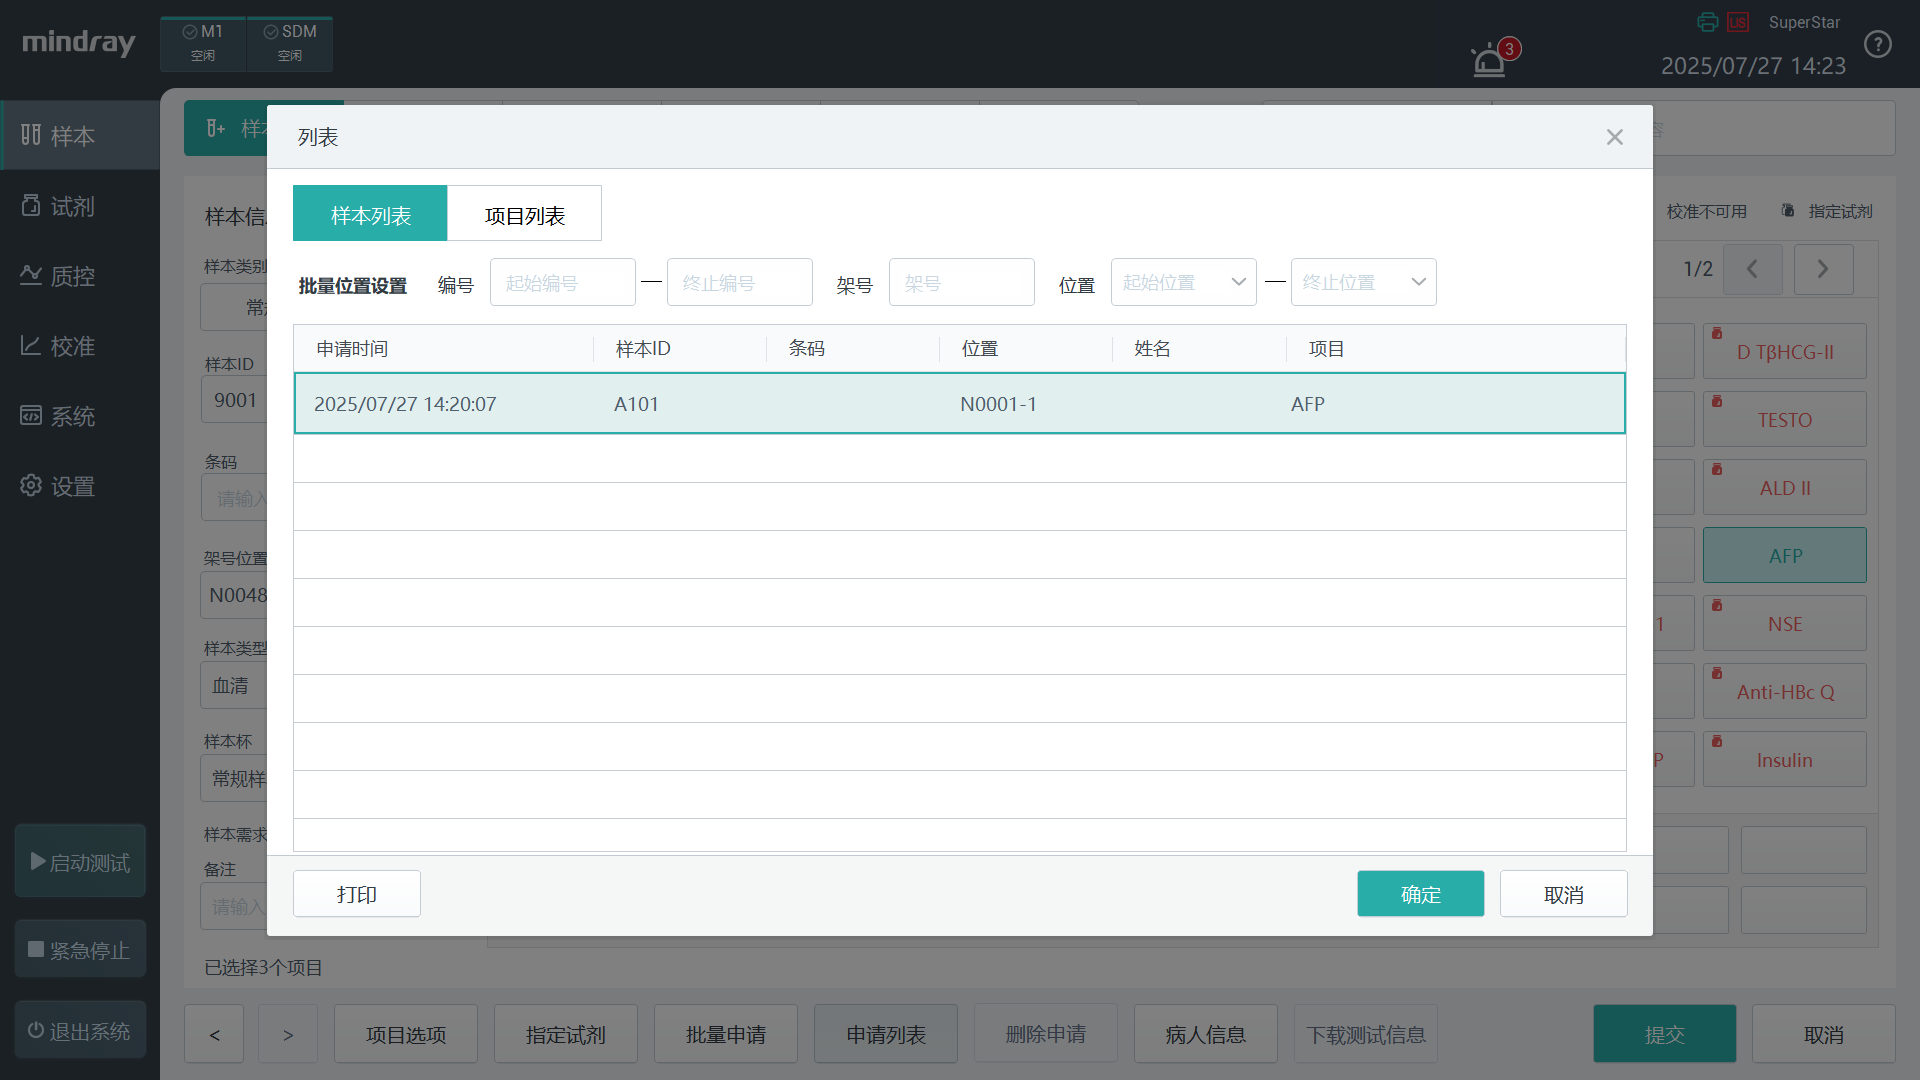 mindray
M1
空闲
SDM
空闲
3
LIS
SuperStar
2025/07/27 14:23
?
样本
试剂
质控
校准
系统
设置
启动测试
紧急停止
退出系统
样本信
样本类别
样本ID
9001
条码
请输入
架号位置
N0048
样本类型
血清
样本杯
常规样
样本需求
备注
请输入
已选择3个项目
校准不可用
指定试剂
1/2
D TβHCG-II
TESTO
ALD II
AFP
1
NSE
Anti-HBc Q
P
Insulin
列表
样本列表
项目列表
批量位置设置
编号
起始编号
—
终止编号
架号
架号
位置
起始位置
—
终止位置
申请时间
样本ID
条码
位置
姓名
项目
2025/07/27 14:20:07
A101
N0001-1
AFP
打印
确定
取消
<
>
项目选项
指定试剂
批量申请
申请列表
删除申请
病人信息
下载测试信息
提交
取消